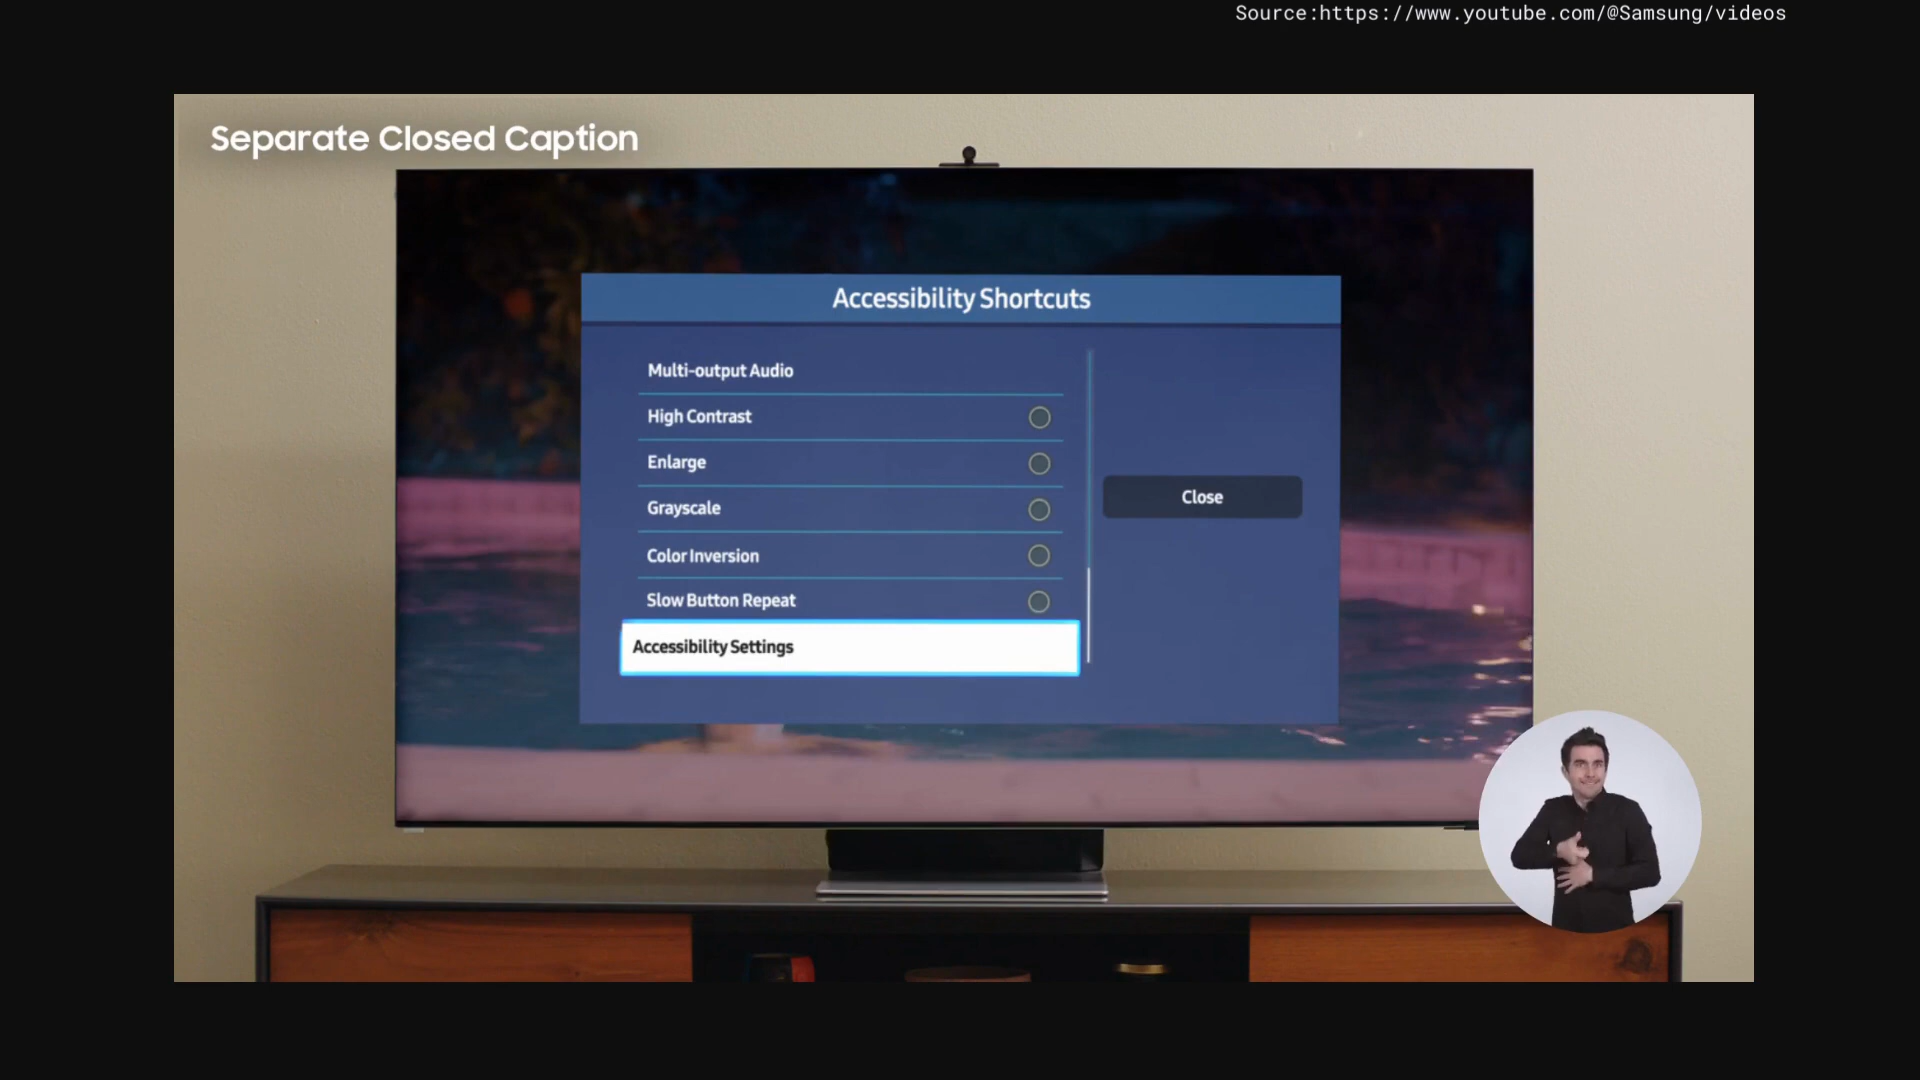 Source:https://www.youtube.com/@Samsung/videos
Separate Closed Caption
Accessibility Shortcuts
Multi-output Audio
High Contrast
Enlarge
Grayscale
Color Inversion
Slow Button Repeat
Accessibility Settings
Close